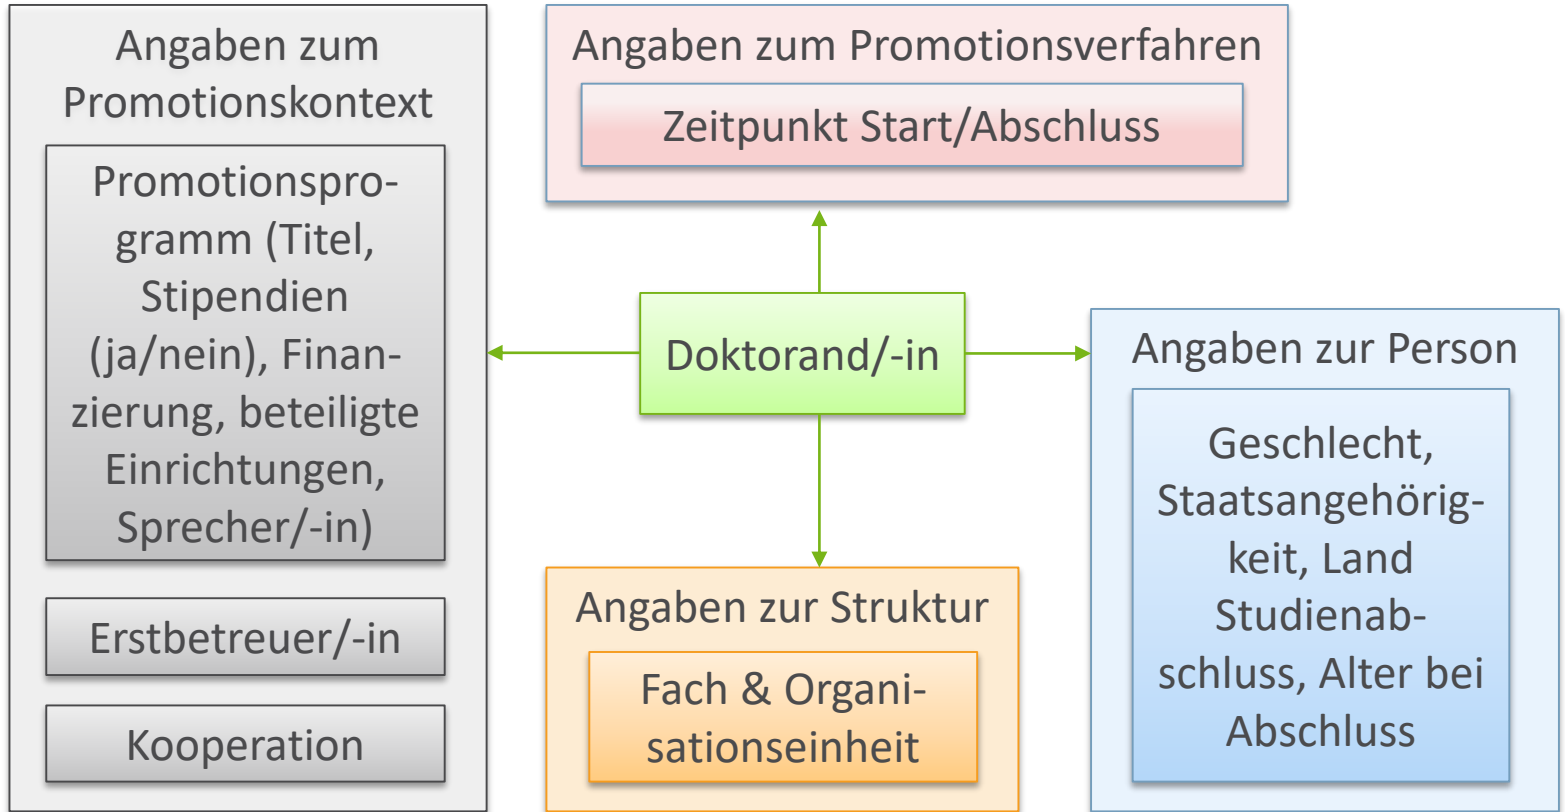 Angaben zum
Promotionskontext
Promotionspro-
gramm (Titel,
Stipendien
(ja/nein), Finan-
zierung, beteiligte
Einrichtungen,
Sprecher/-in)
Erstbetreuer/-in
Kooperation
Angaben zum Promotionsverfahren
Zeitpunkt Start/Abschluss
Doktorand/-in
Angaben zur Struktur
Fach & Organi-
sationseinheit
Angaben zur Person
Geschlecht,
Staatsangehörig-
keit, Land
Studienab-
schluss, Alter bei
Abschluss